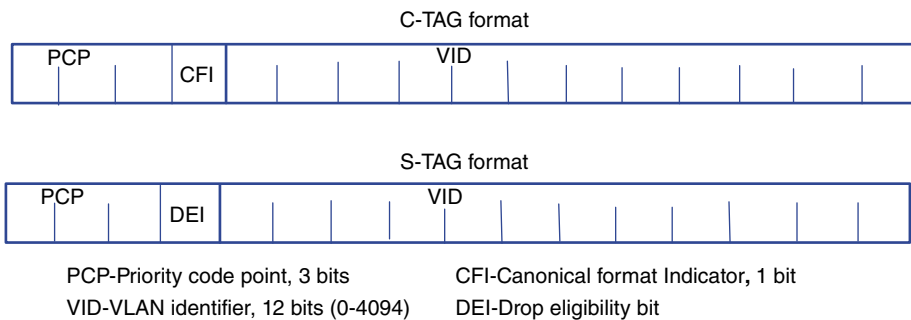 C-TAG format
PCP CFI VID
S-TAG format
PCP DEI VID
PCP-Priority code point, 3 bits CFI-Canonical format Indicator, 1 bit
VID-VLAN identifier, 12 bits (0-4094) DEI-Drop eligibility bit